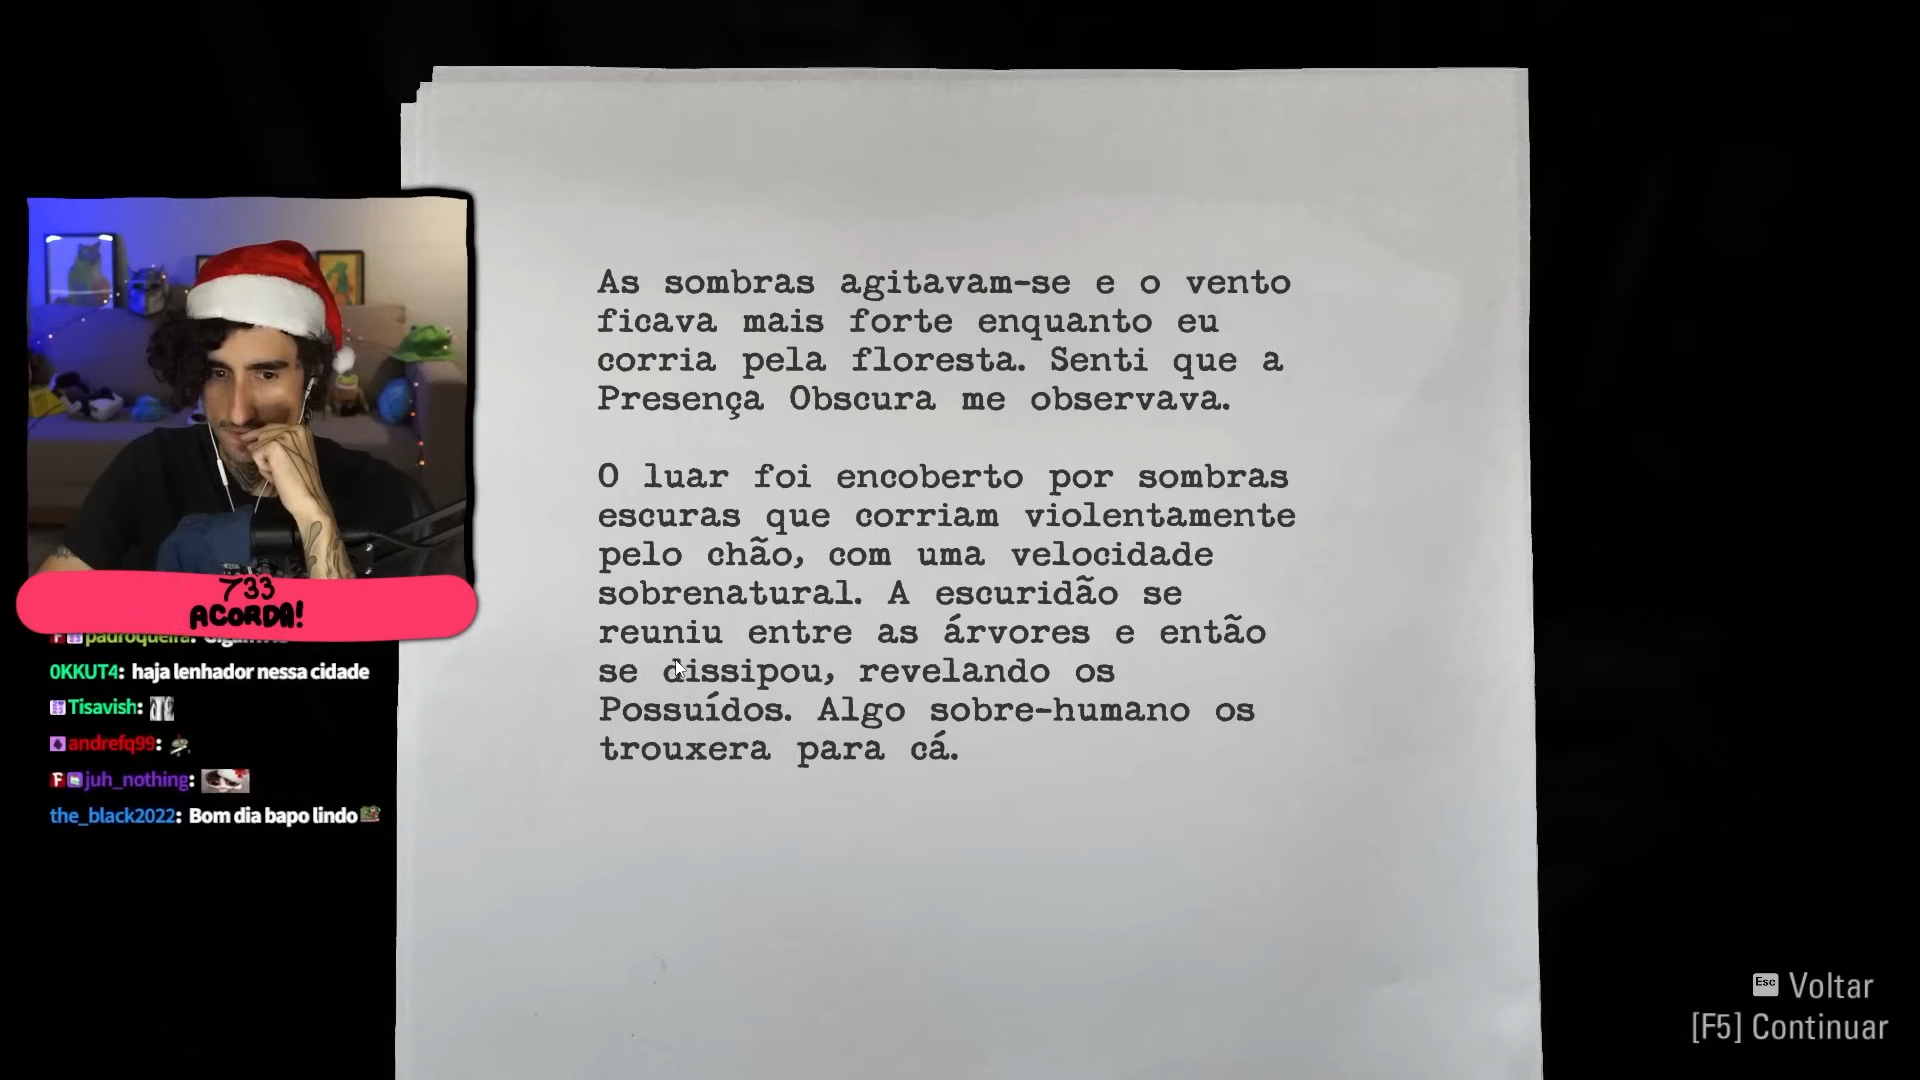 As sombras agitavam-se e o vento
ficava mais forte enquanto eu
corria pela floresta. Senti que a
Presença Obscura me observava.
O luar foi encoberto por sombras
escuras que corriam violentamente
pelo chão, com uma velocidade
sobrenatural. A escuridão se
reuniu entre as árvores e então
se dissipou, revelando os
Possuídos. Algo sobre-humano os
trouxera para cá.
733
ACORDA!
padroqueira:
0KKUT4: haja lenhador nessa cidade
Tisavish:
andrefq99:
juh_nothing:
the_black2022: Bom dia bapo lindo
Esc Voltar
[F5] Continuar